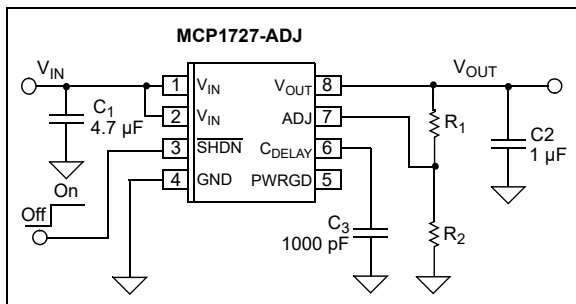 MCP1727-ADJ
VIN
VOUT
1 VIN VOUT 8
2 VIN ADJ 7
3 SHDN CDELAY 6
4 GND PWRGD 5
C1
4.7 µF
R1
C2
1 µF
On
Off
C3
1000 pF
R2